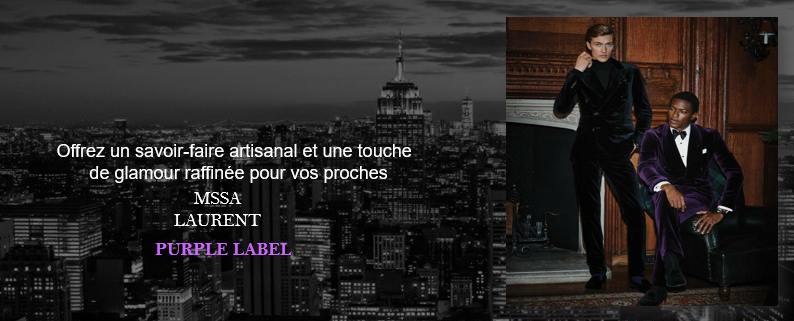 Offrez un savoir-faire artisanal et une touche
de glamour raffinée pour vos proches
MSSA
LAURENT
PURPLE LABEL